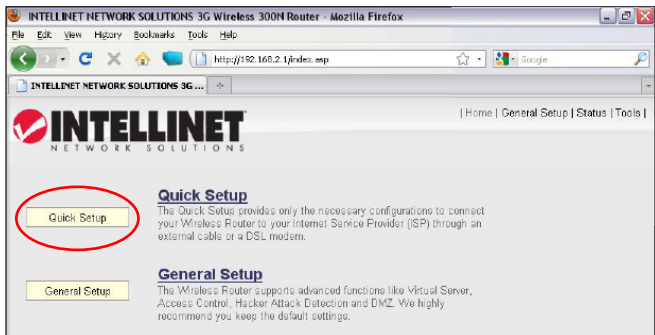 INTELLINET NETWORK SOLUTIONS 3G Wireless 300N Router - Mozilla Firefox
File Edit View History Bookmarks Tools Help
http://192.168.2.1/index.asp
Google
INTELLINET NETWORK SOLUTIONS 3G ...
INTELLINET
NETWORK SOLUTIONS
| Home | General Setup | Status | Tools |
Quick Setup
Quick Setup
The Quick Setup provides only the necessary configurations to connect
your Wireless Router to your Internet Service Provider (ISP) through an
external cable or a DSL modem.
General Setup
General Setup
The Wireless Router supports advanced functions like Virtual Server,
Access Control, Hacker Attack Detection and DMZ. We highly
recommend you keep the default settings.